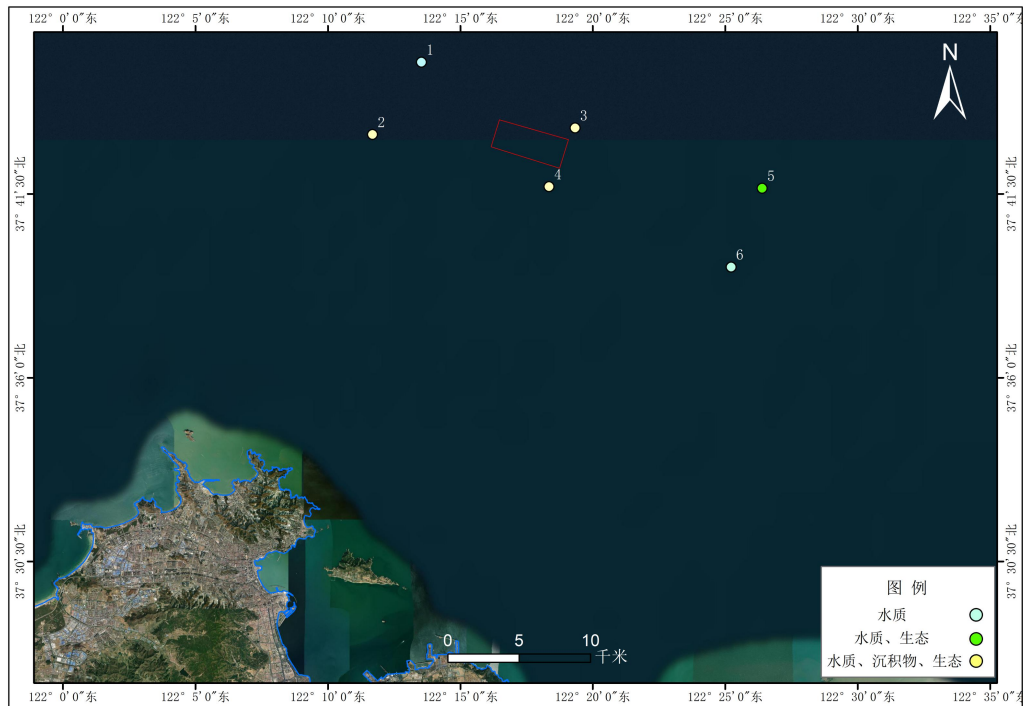 122° 0′0″东
122° 5′0″东
122° 10′0″东
122° 15′0″东
122° 20′0″东
122° 25′0″东
122° 30′0″东
122° 35′0″东
1
N
2
3
37° 41′30″北
37° 41′30″北
4
5
6
37° 36′0″北
37° 36′0″北
37° 30′30″北
37° 30′30″北
图 例
水质
水质、生态
水质、沉积物、生态
0 5 10
千米
122° 0′0″东
122° 5′0″东
122° 10′0″东
122° 15′0″东
122° 20′0″东
122° 25′0″东
122° 30′0″东
122° 35′0″东